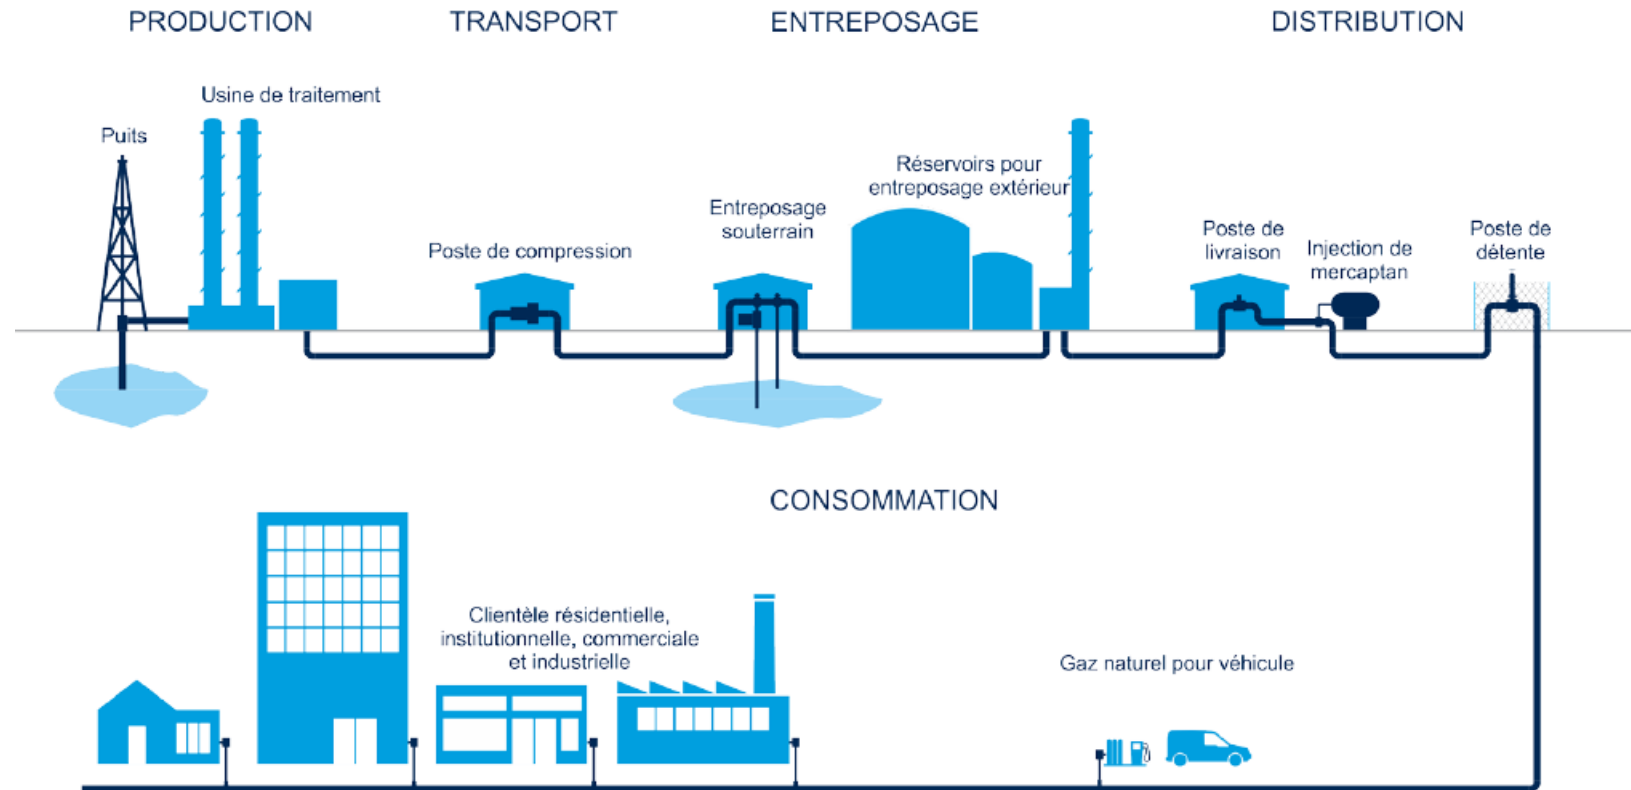 PRODUCTION
TRANSPORT
ENTREPOSAGE
DISTRIBUTION
Usine de traitement
Puits
Poste de compression
Entreposage
souterrain
Réservoirs pour
entreposage extérieur
Poste de
livraison
Injection de
mercaptan
Poste de
détente
CONSOMMATION
Clientèle résidentielle,
institutionnelle, commerciale
et industrielle
Gaz naturel pour véhicule